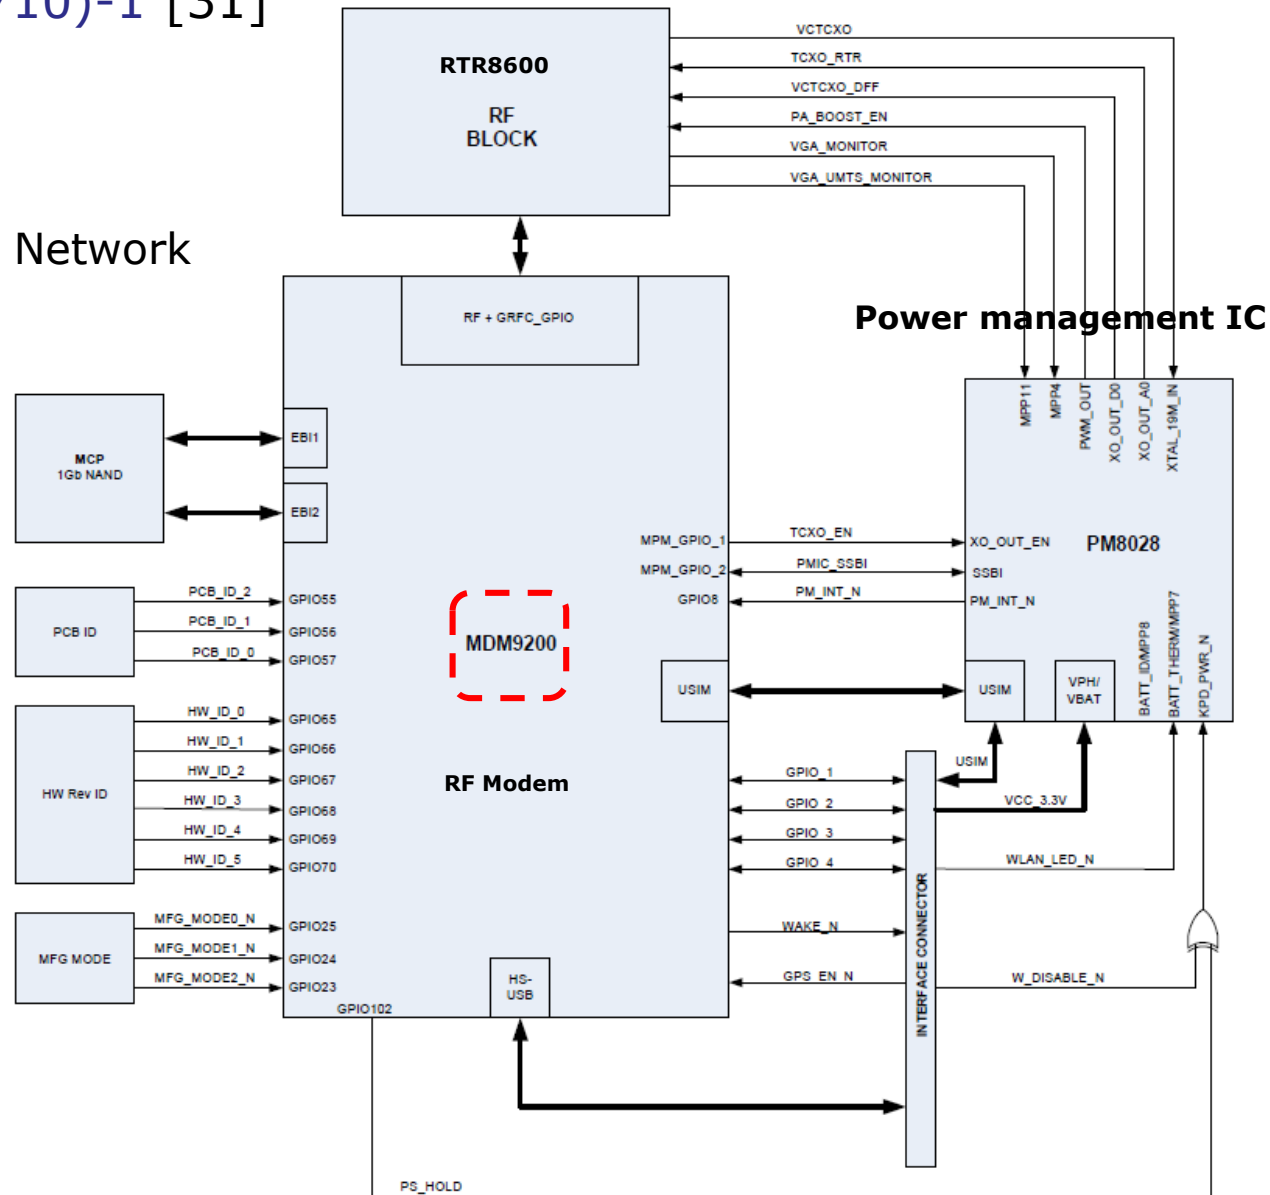 /10)-1 [31]
RTR8600
RF
BLOCK
VCTCXO
TCXO_RTR
VCTCXO_DFF
PA_BOOST_EN
VGA_MONITOR
VGA_UMTS_MONITOR
Network
RF + GRFC_GPIO
Power management IC
MPP11
MPP4
PWM_OUT
XO_OUT_D0
XO_OUT_A0
XTAL_19M_IN
MCP
1Gb NAND
EBI1
EBI2
MPM_GPIO_1
TCXO_EN
XO_OUT_EN
PM8028
MPM_GPIO_2
PMIC_SSBI
SSBI
GPIO8
PM_INT_N
PM_INT_N
PCB ID
PCB_ID_2
GPIO55
PCB_ID_1
GPIO56
PCB_ID_0
GPIO57
MDM9200
USIM
USIM
VPH/
VBAT
BATT_ID/MPP8
BATT_THERM/MPP7
KPD_PWR_N
HW Rev ID
HW_ID_0
GPIO65
HW_ID_1
GPIO66
HW_ID_2
GPIO67
HW_ID_3
GPIO68
HW_ID_4
GPIO69
HW_ID_5
GPIO70
RF Modem
GPIO_1
GPIO_2
GPIO_3
GPIO_4
USIM
VCC_3.3V
WLAN_LED_N
INTERFACE CONNECTOR
MFG MODE
MFG_MODE0_N
GPIO25
MFG_MODE1_N
GPIO24
MFG_MODE2_N
GPIO23
WAKE_N
GPS_EN_N
W_DISABLE_N
HS-
USB
GPIO102
PS_HOLD